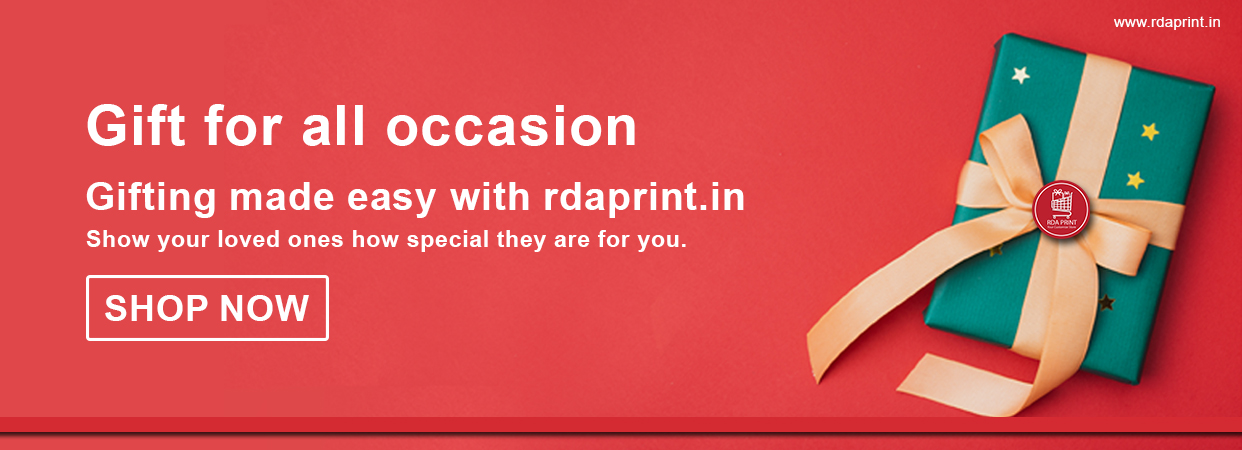 www.rdaprint.in
Gift for all occasion
Gifting made easy with rdaprint.in
Show your loved ones how special they are for you.
SHOP NOW
RDA PRINT